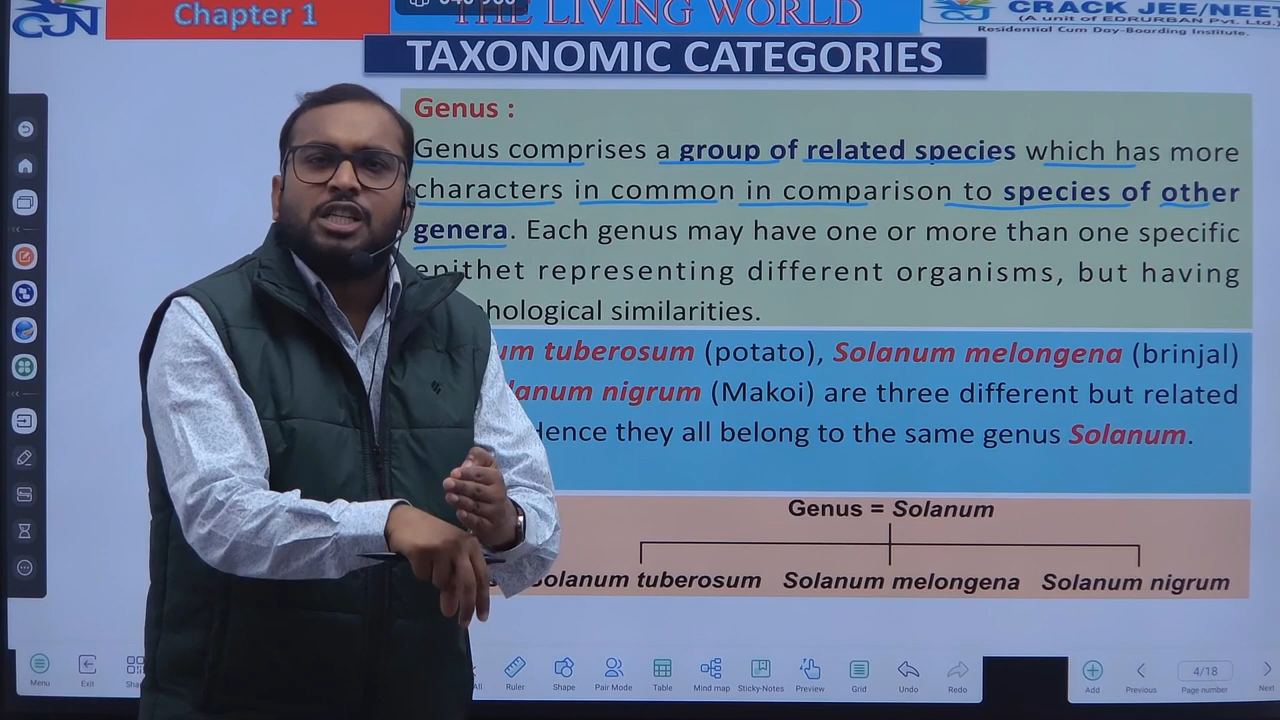 Chapter 1
THE LIVING WORLD
CRACK JEE/NEET
(A unit of EDRURBAN Pvt. Ltd.)
Residential Cum Day-Boarding Institute.
TAXONOMIC CATEGORIES
Genus :
Genus comprises a group of related species which has more
characters in common in comparison to species of other
genera. Each genus may have one or more than one specific
epithet representing different organisms, but having
hological similarities.
um tuberosum (potato), Solanum melongena (brinjal)
lanum nigrum (Makoi) are three different but related
Hence they all belong to the same genus Solanum.
Genus = Solanum
Solanum tuberosum Solanum melongena Solanum nigrum
Menu Exit Sha All Ruler Shape Pair Mode Table Mind map Sticky-Notes Preview Grid Undo Redo Add Previous 4/18 Page number Next